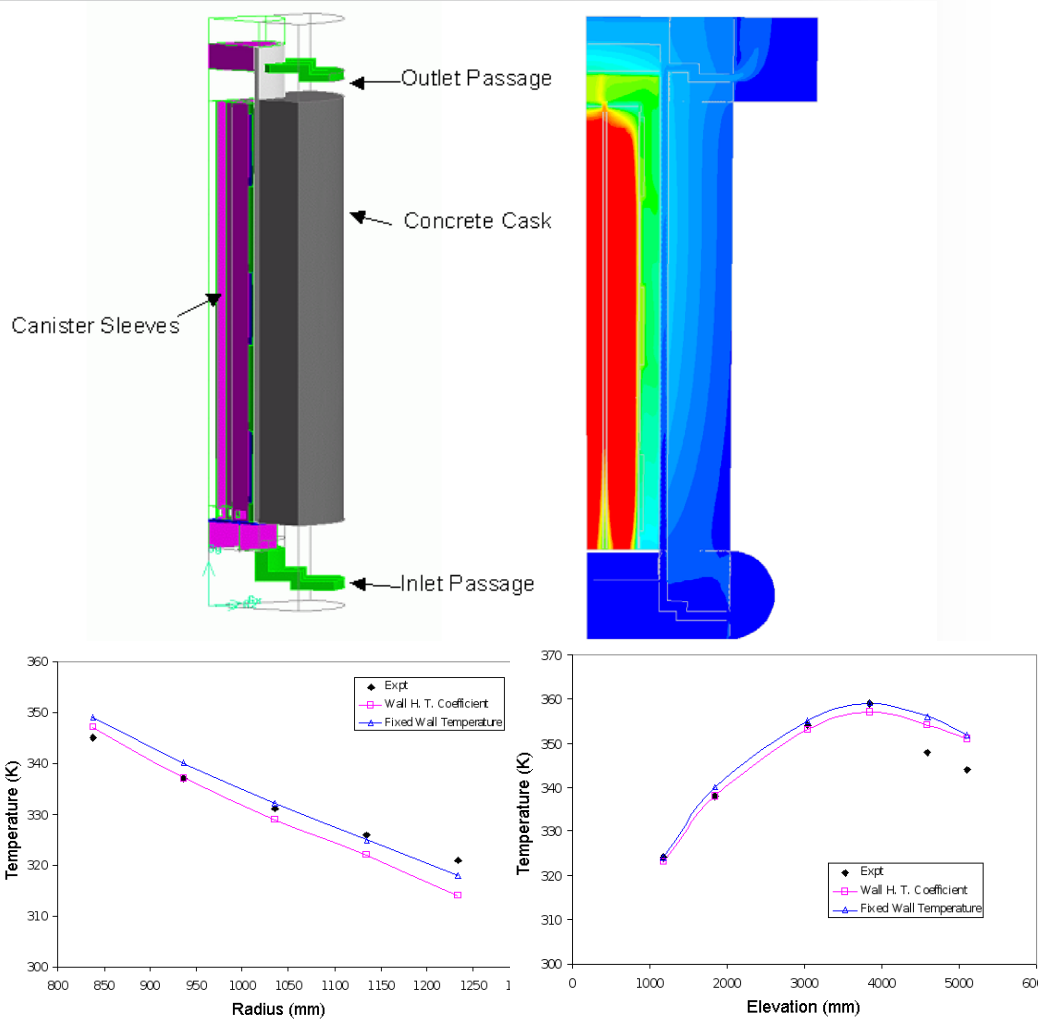 Outlet Passage
Concrete Cask
Canister Sleeves
Inlet Passage
360
350
340
330
320
310
300
800 850 900 950 1000 1050 1100 1150 1200 1250 1
Temperature (K)
Radius (mm)
Expt
Wall H. T. Coefficient
Fixed Wall Temperature
370
360
350
340
330
320
310
300
0 1000 2000 3000 4000 5000 600
Temperature (K)
Elevation (mm)
Expt
Wall H. T. Coefficient
Fixed Wall Temperature